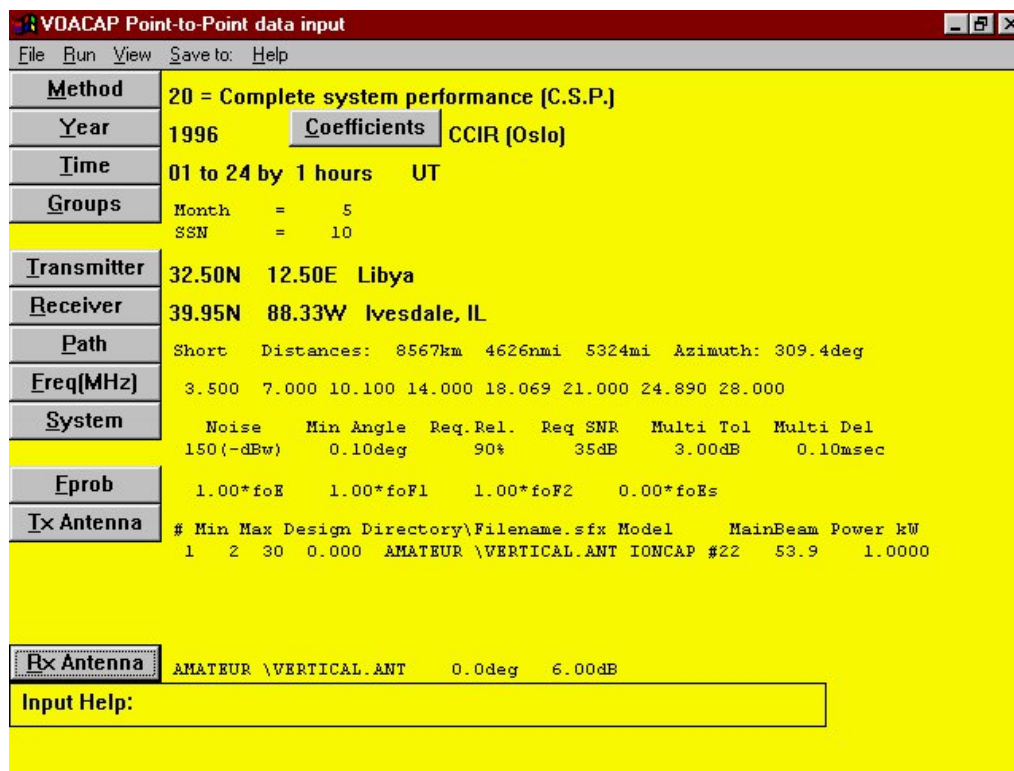 VOACAP Point-to-Point data input
File Run View Save to: Help
Method 20 = Complete system performance (C.S.P.)
Year 1996 Coefficients CCIR (Oslo)
Time 01 to 24 by 1 hours UT
Groups
Month = 5
SSN = 10
Transmitter 32.50N 12.50E Libya
Receiver 39.95N 88.33W Ivesdale, IL
Path Short Distances: 8567km 4626nmi 5324mi Azimuth: 309.4deg
Freq(MHz) 3.500 7.000 10.100 14.000 18.069 21.000 24.890 28.000
System Noise Min Angle Req.Rel. Req SNR Multi Tol Multi Del
150(-dBw) 0.10deg 90% 35dB 3.00dB 0.10msec
Fprob 1.00*foE 1.00*foF1 1.00*foF2 0.00*foEs
Tx Antenna # Min Max Design Directory\Filename.sfx Model MainBeam Power kW
1 2 30 0.000 AMATEUR \VERTICAL.ANT IONCAP #22 53.9 1.0000
Rx Antenna AMATEUR \VERTICAL.ANT 0.0deg 6.00dB
Input Help: